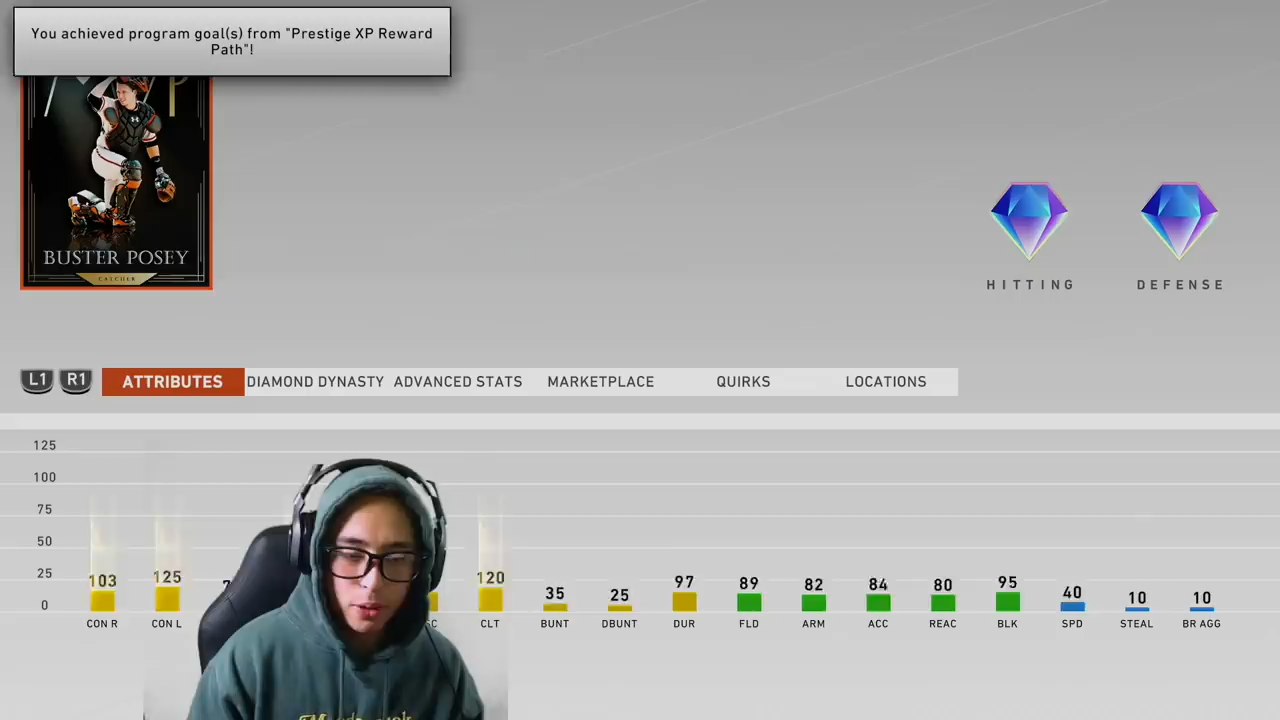 You achieved program goal(s) from "Prestige XP Reward
Path"!
BUSTER POSEY
CATCHER
HITTING
DEFENSE
L1 R1 ATTRIBUTES DIAMOND DYNASTY ADVANCED STATS MARKETPLACE QUIRKS LOCATIONS
125
100
75
50
25
0
103 125 120 35 25 97 89 82 84 80 95 40 10 10
CON R CON L CLT BUNT DBUNT DUR FLD ARM ACC REAC BLK SPD STEAL BR AGG